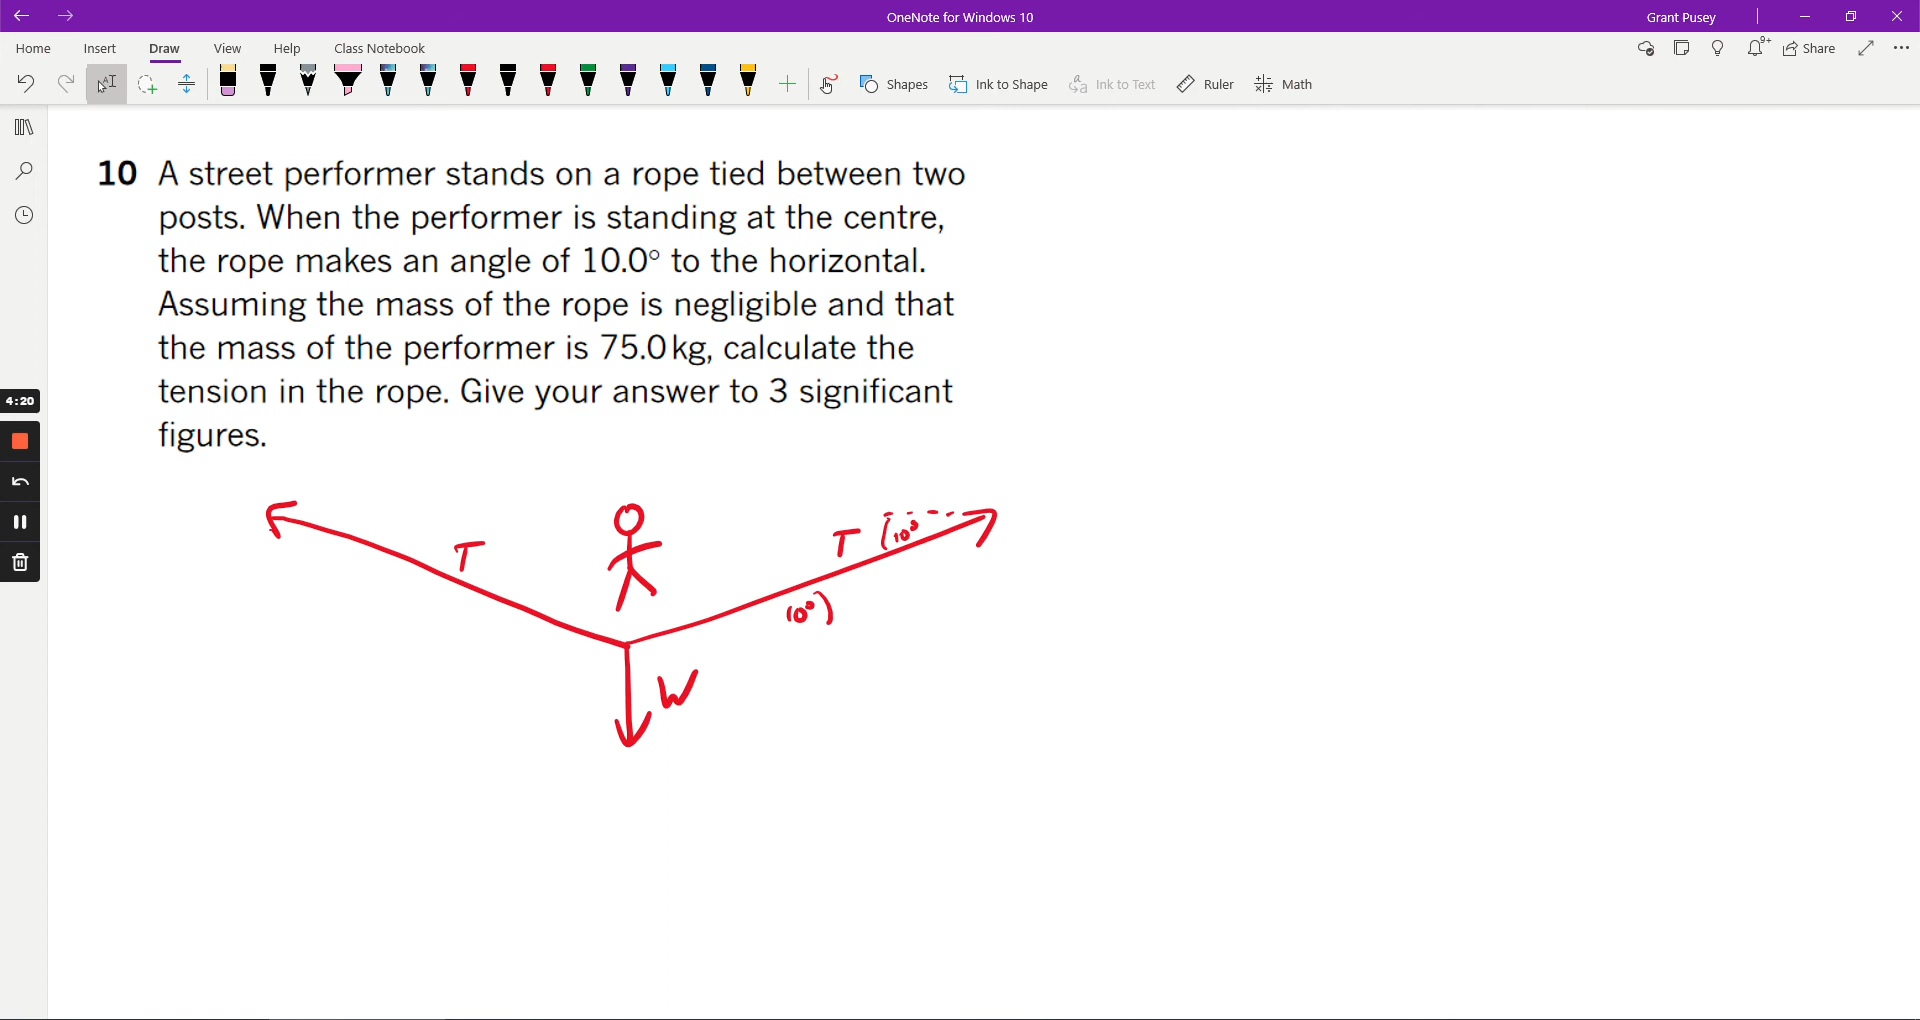 OneNote for Windows 10
Grant Pusey
Home Insert Draw View Help Class Notebook
9+
Share
Shapes Ink to Shape Ink to Text Ruler Math
10 A street performer stands on a rope tied between two
posts. When the performer is standing at the centre,
the rope makes an angle of 10.0° to the horizontal.
Assuming the mass of the rope is negligible and that
the mass of the performer is 75.0 kg, calculate the
tension in the rope. Give your answer to 3 significant
figures.
4:20
T
T
10°
10°
W